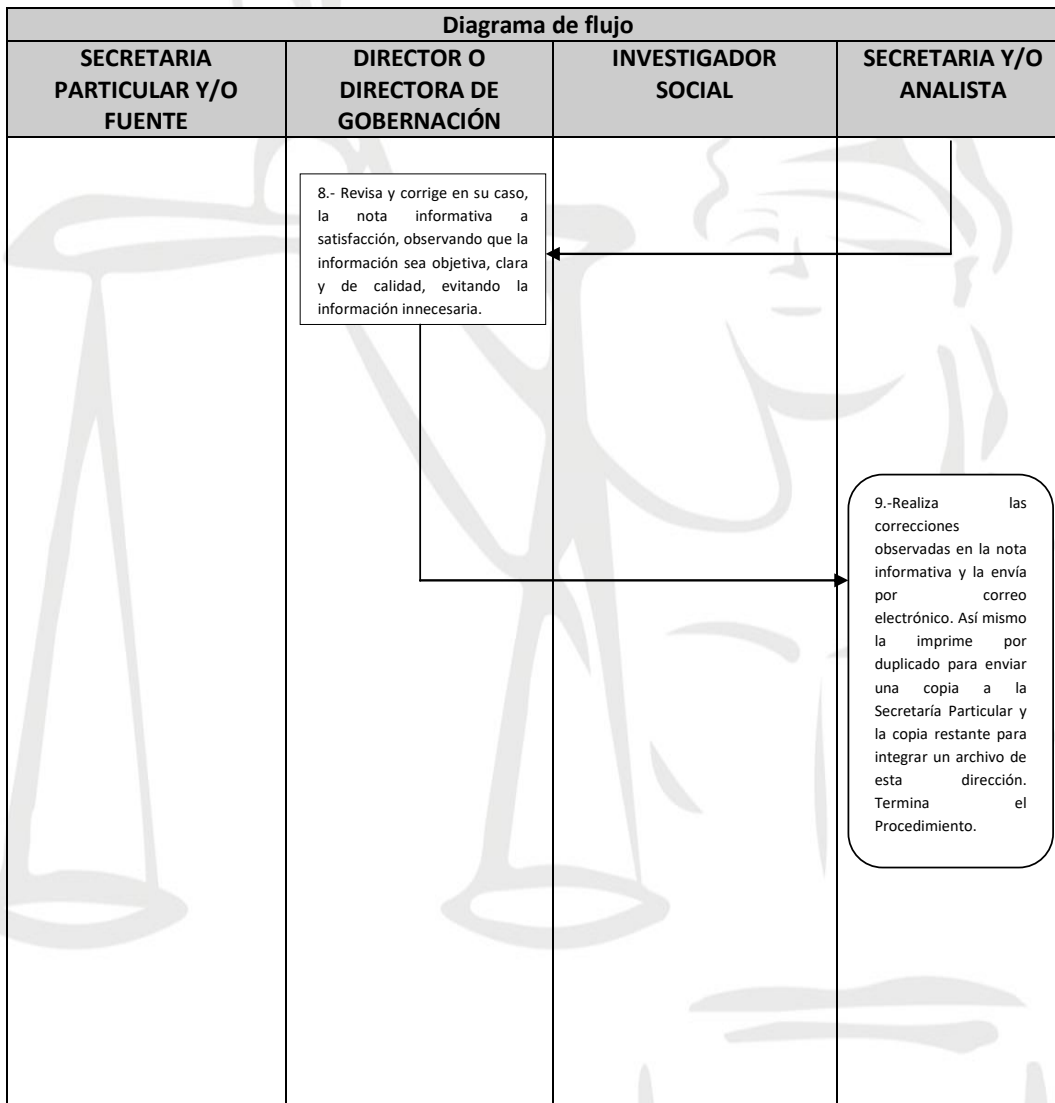 Diagrama de flujo
SECRETARIA
PARTICULAR Y/O
FUENTE
DIRECTOR O
DIRECTORA DE
GOBERNACIÓN
INVESTIGADOR
SOCIAL
SECRETARIA Y/O
ANALISTA
8.- Revisa y corrige en su caso,
la nota informativa a
satisfacción, observando que la
información sea objetiva, clara
y de calidad, evitando la
información innecesaria.
9.-Realiza las
correcciones
observadas en la nota
informativa y la envía
por correo
electrónico. Así mismo
la imprime por
duplicado para enviar
una copia a la
Secretaría Particular y
la copia restante para
integrar un archivo de
esta dirección.
Termina el
Procedimiento.